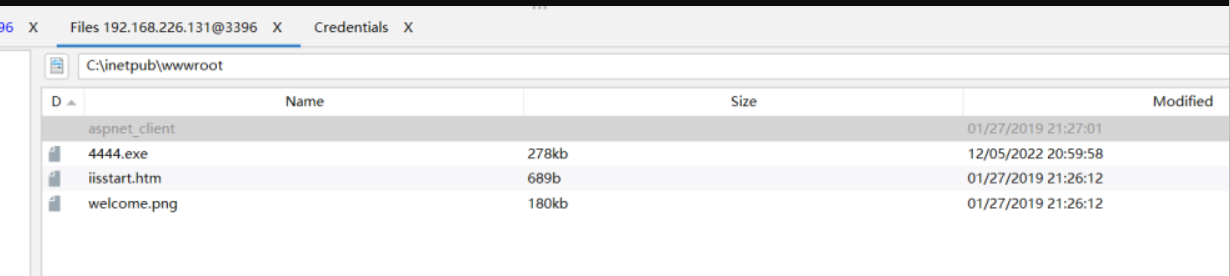 96 X Files 192.168.226.131@3396 X Credentials X
C:\inetpub\wwwroot
D Name Size Modified
aspnet_client 01/27/2019 21:27:01
4444.exe 278kb 12/05/2022 20:59:58
iisstart.htm 689b 01/27/2019 21:26:12
welcome.png 180kb 01/27/2019 21:26:12